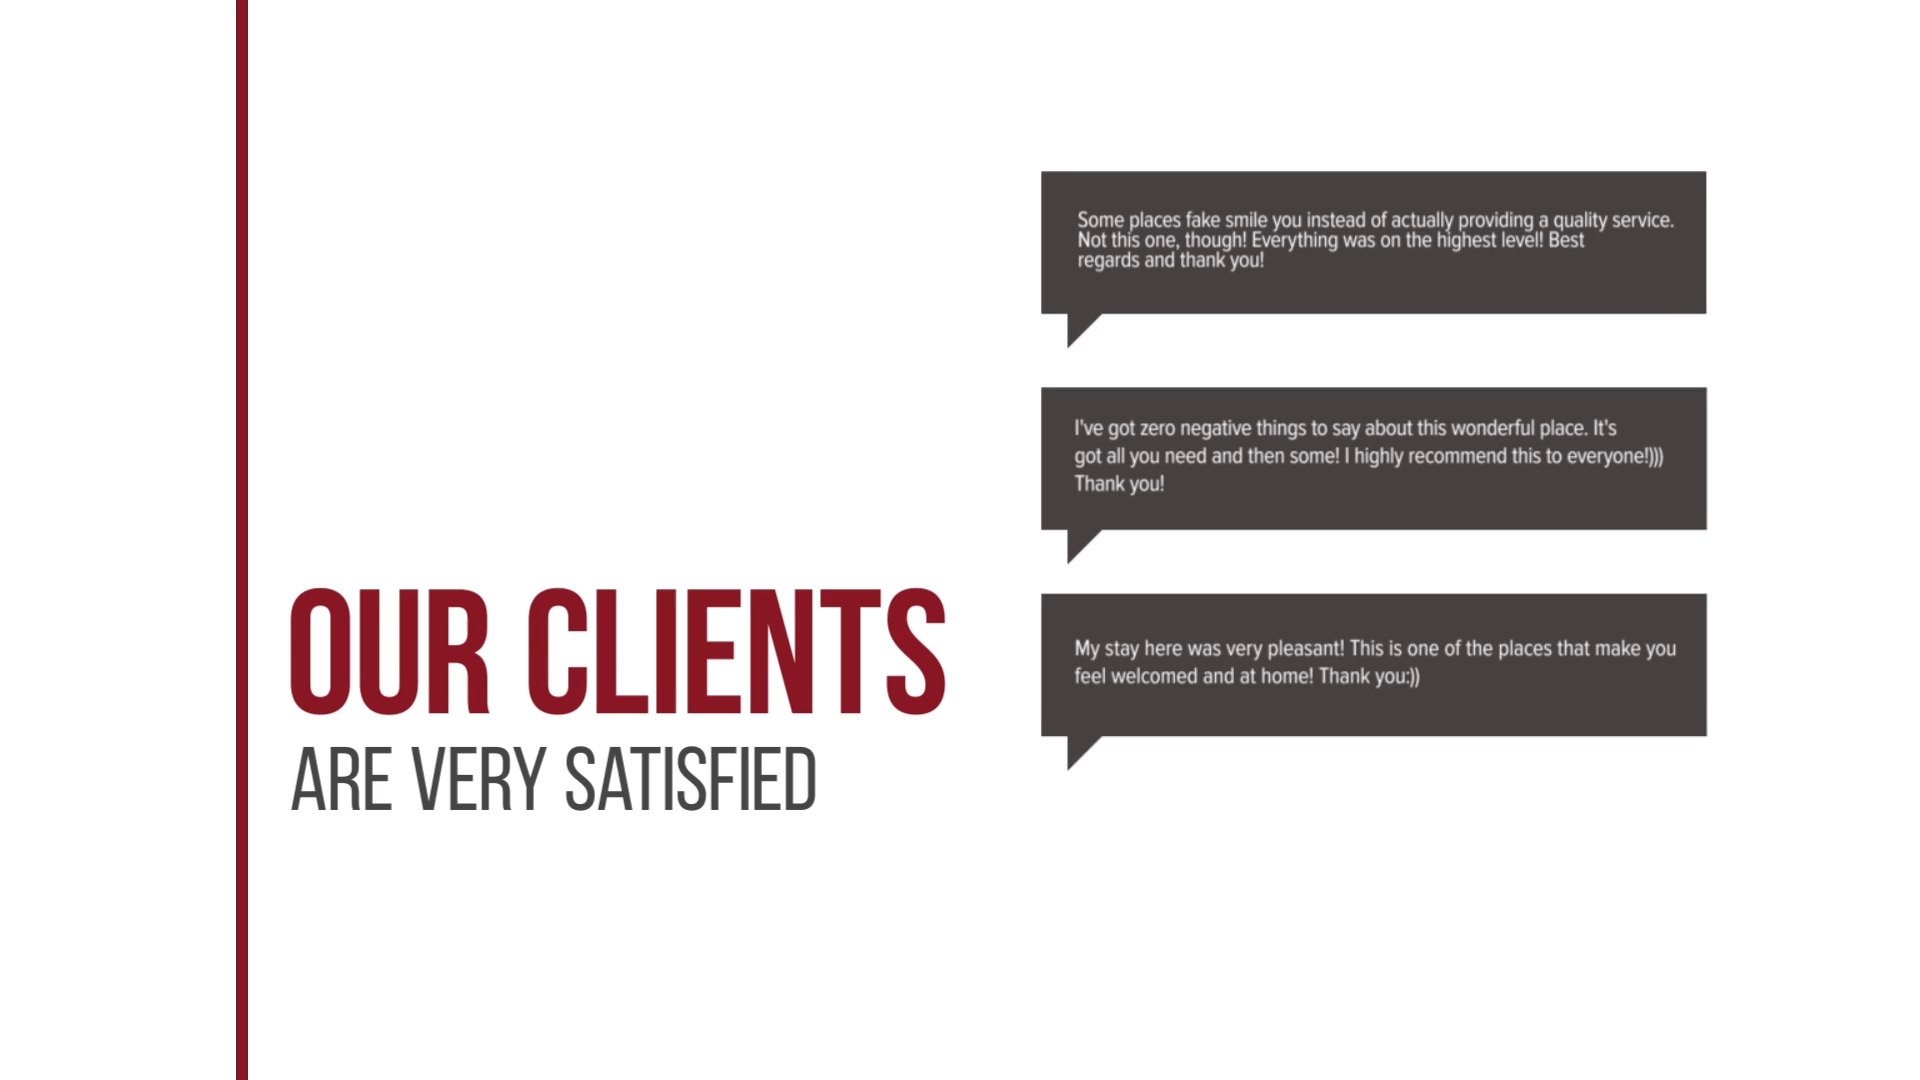 OUR CLIENTS
ARE VERY SATISFIED
Some places fake smile you instead of actually providing a quality service.
Not this one, though! Everything was on the highest level! Best
regards and thank you!
I've got zero negative things to say about this wonderful place. It's
got all you need and then some! I highly recommend this to everyone!)))
Thank you!
My stay here was very pleasant! This is one of the places that make you
feel welcomed and at home! Thank you:))